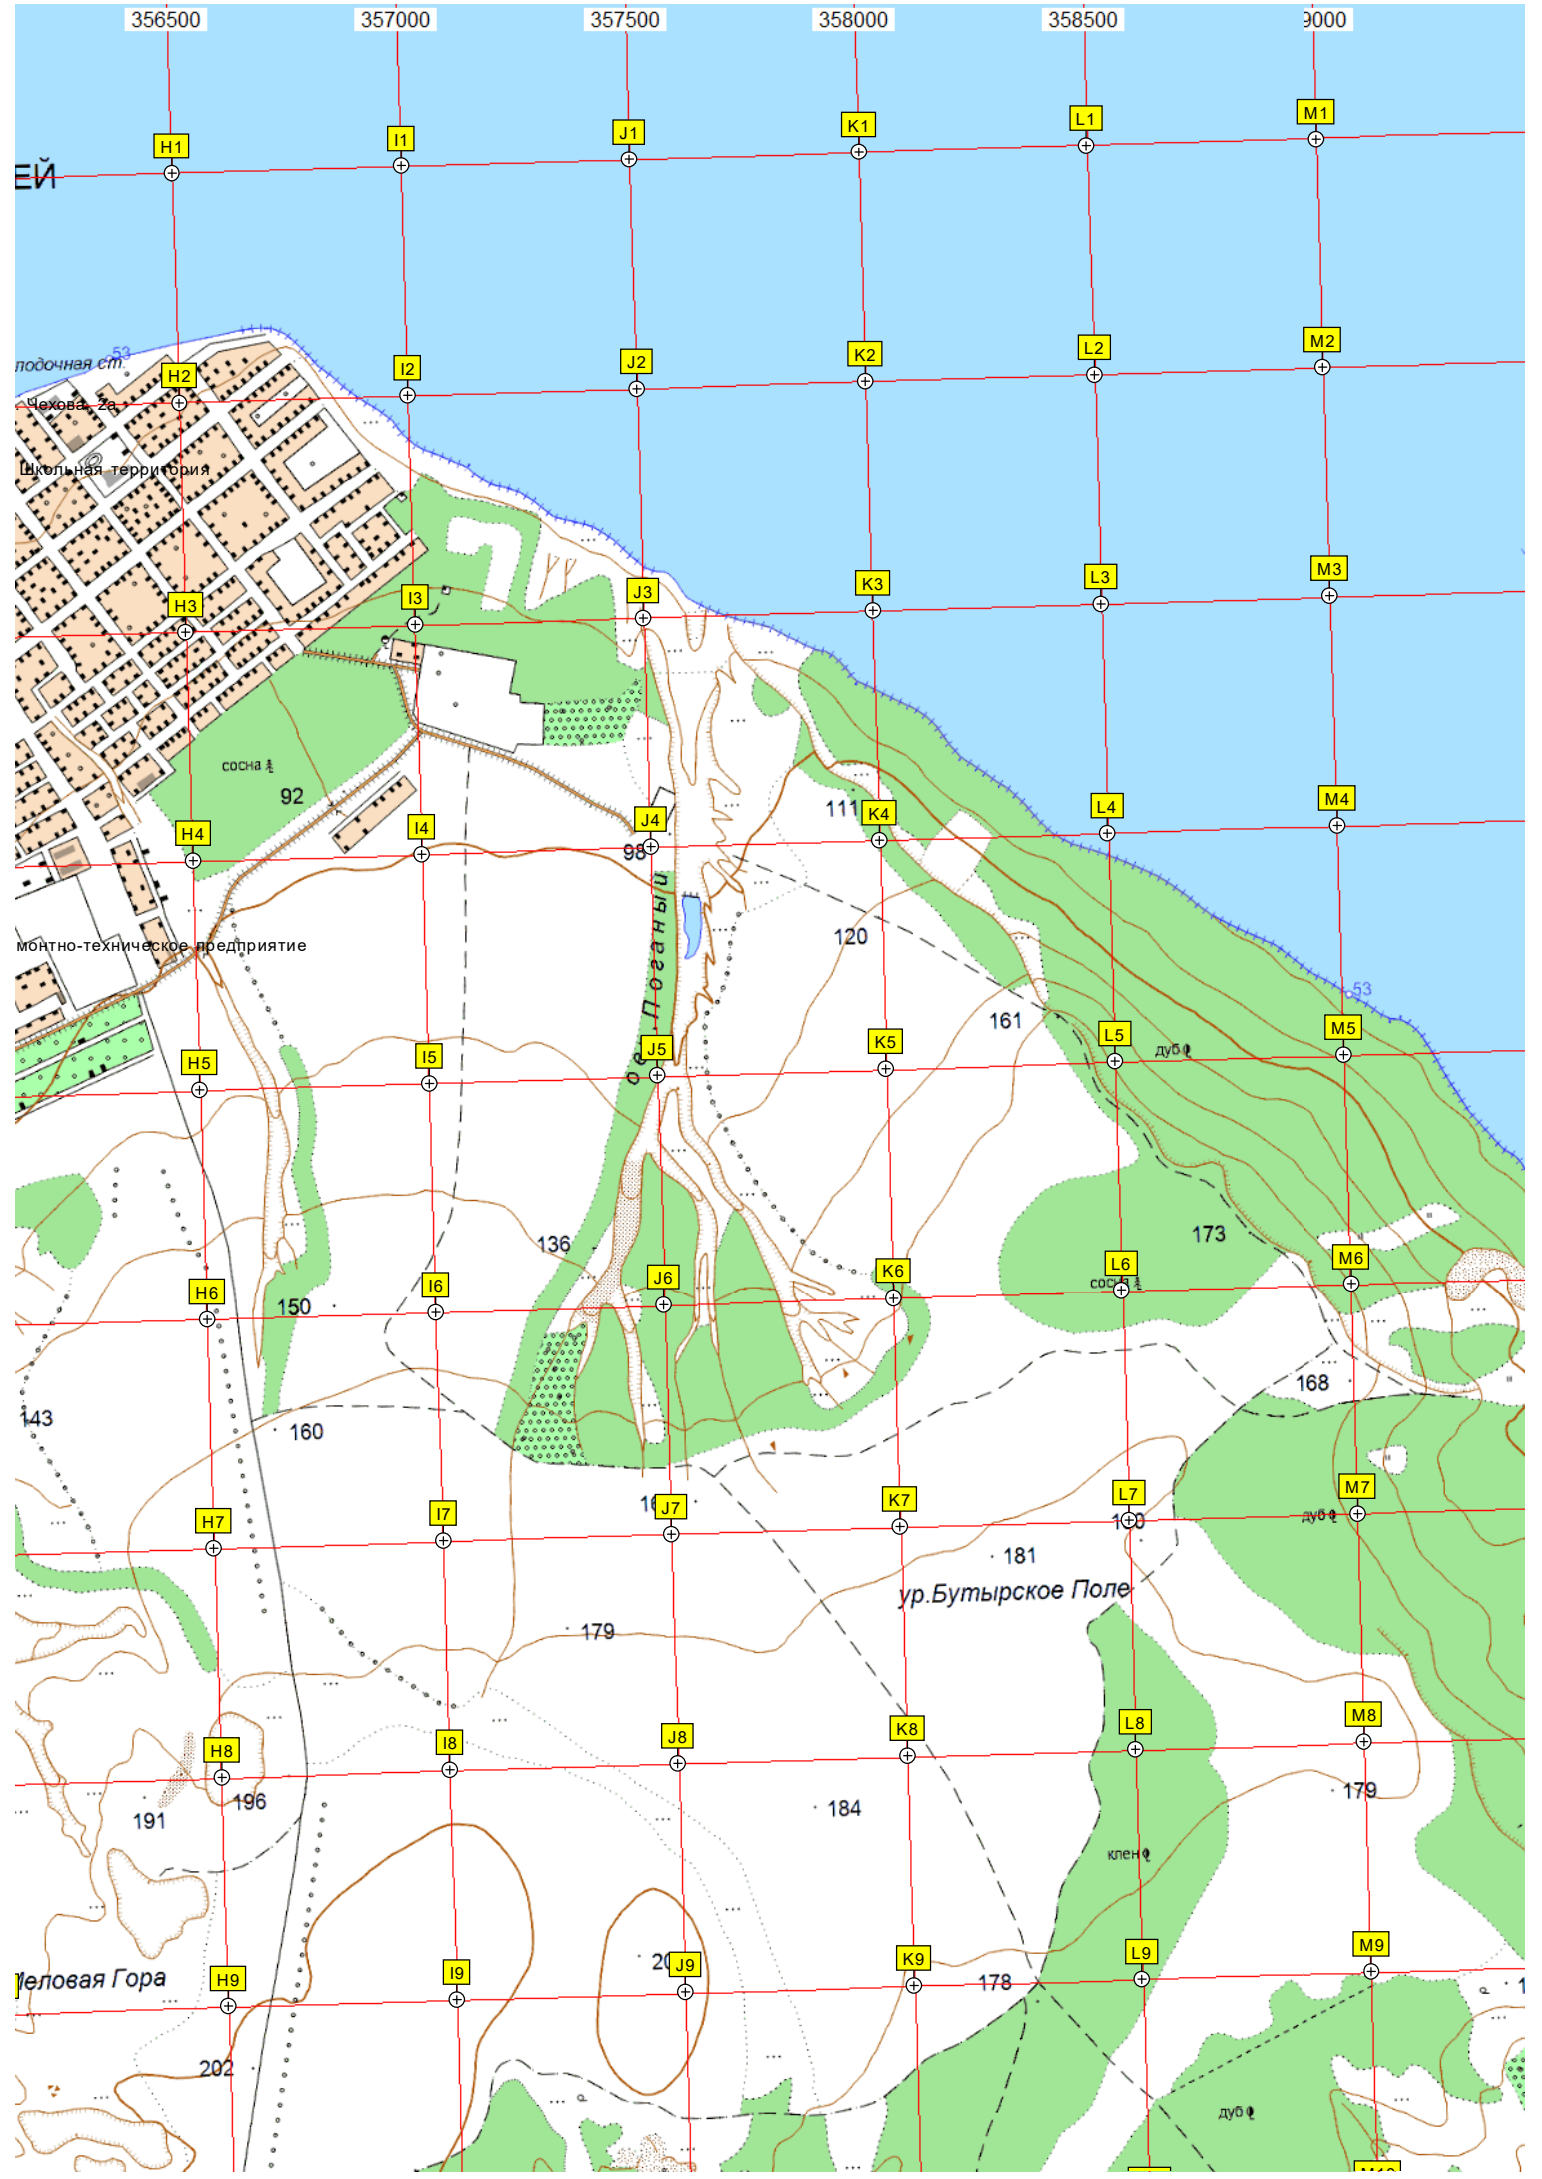 356500 357000 357500 358000 358500 9000
H1 I1 J1 K1 L1 M1
ЕЙ
53
лодочная ст.
H2 I2 J2 K2 L2 M2
Чехова, 2а
Школьная территория
H3 I3 J3 K3 L3 M3
сосна
92
111
H4 I4 J4 K4 L4 M4
98
120
монтно-техническое предприятие
ов. Поганый
53
161
дуб
H5 I5 J5 K5 L5 M5
136
173
H6 I6 J6 K6 L6 M6
сосна
150
168
143
160
H7 I7 J7 K7 L7 M7
дуб
181
ур.Бутырское Поле
179
H8 I8 J8 K8 L8 M8
196
191
184
179
клен
H9 I9 J9 K9 L9 M9
Меловая Гора
178
202
дуб